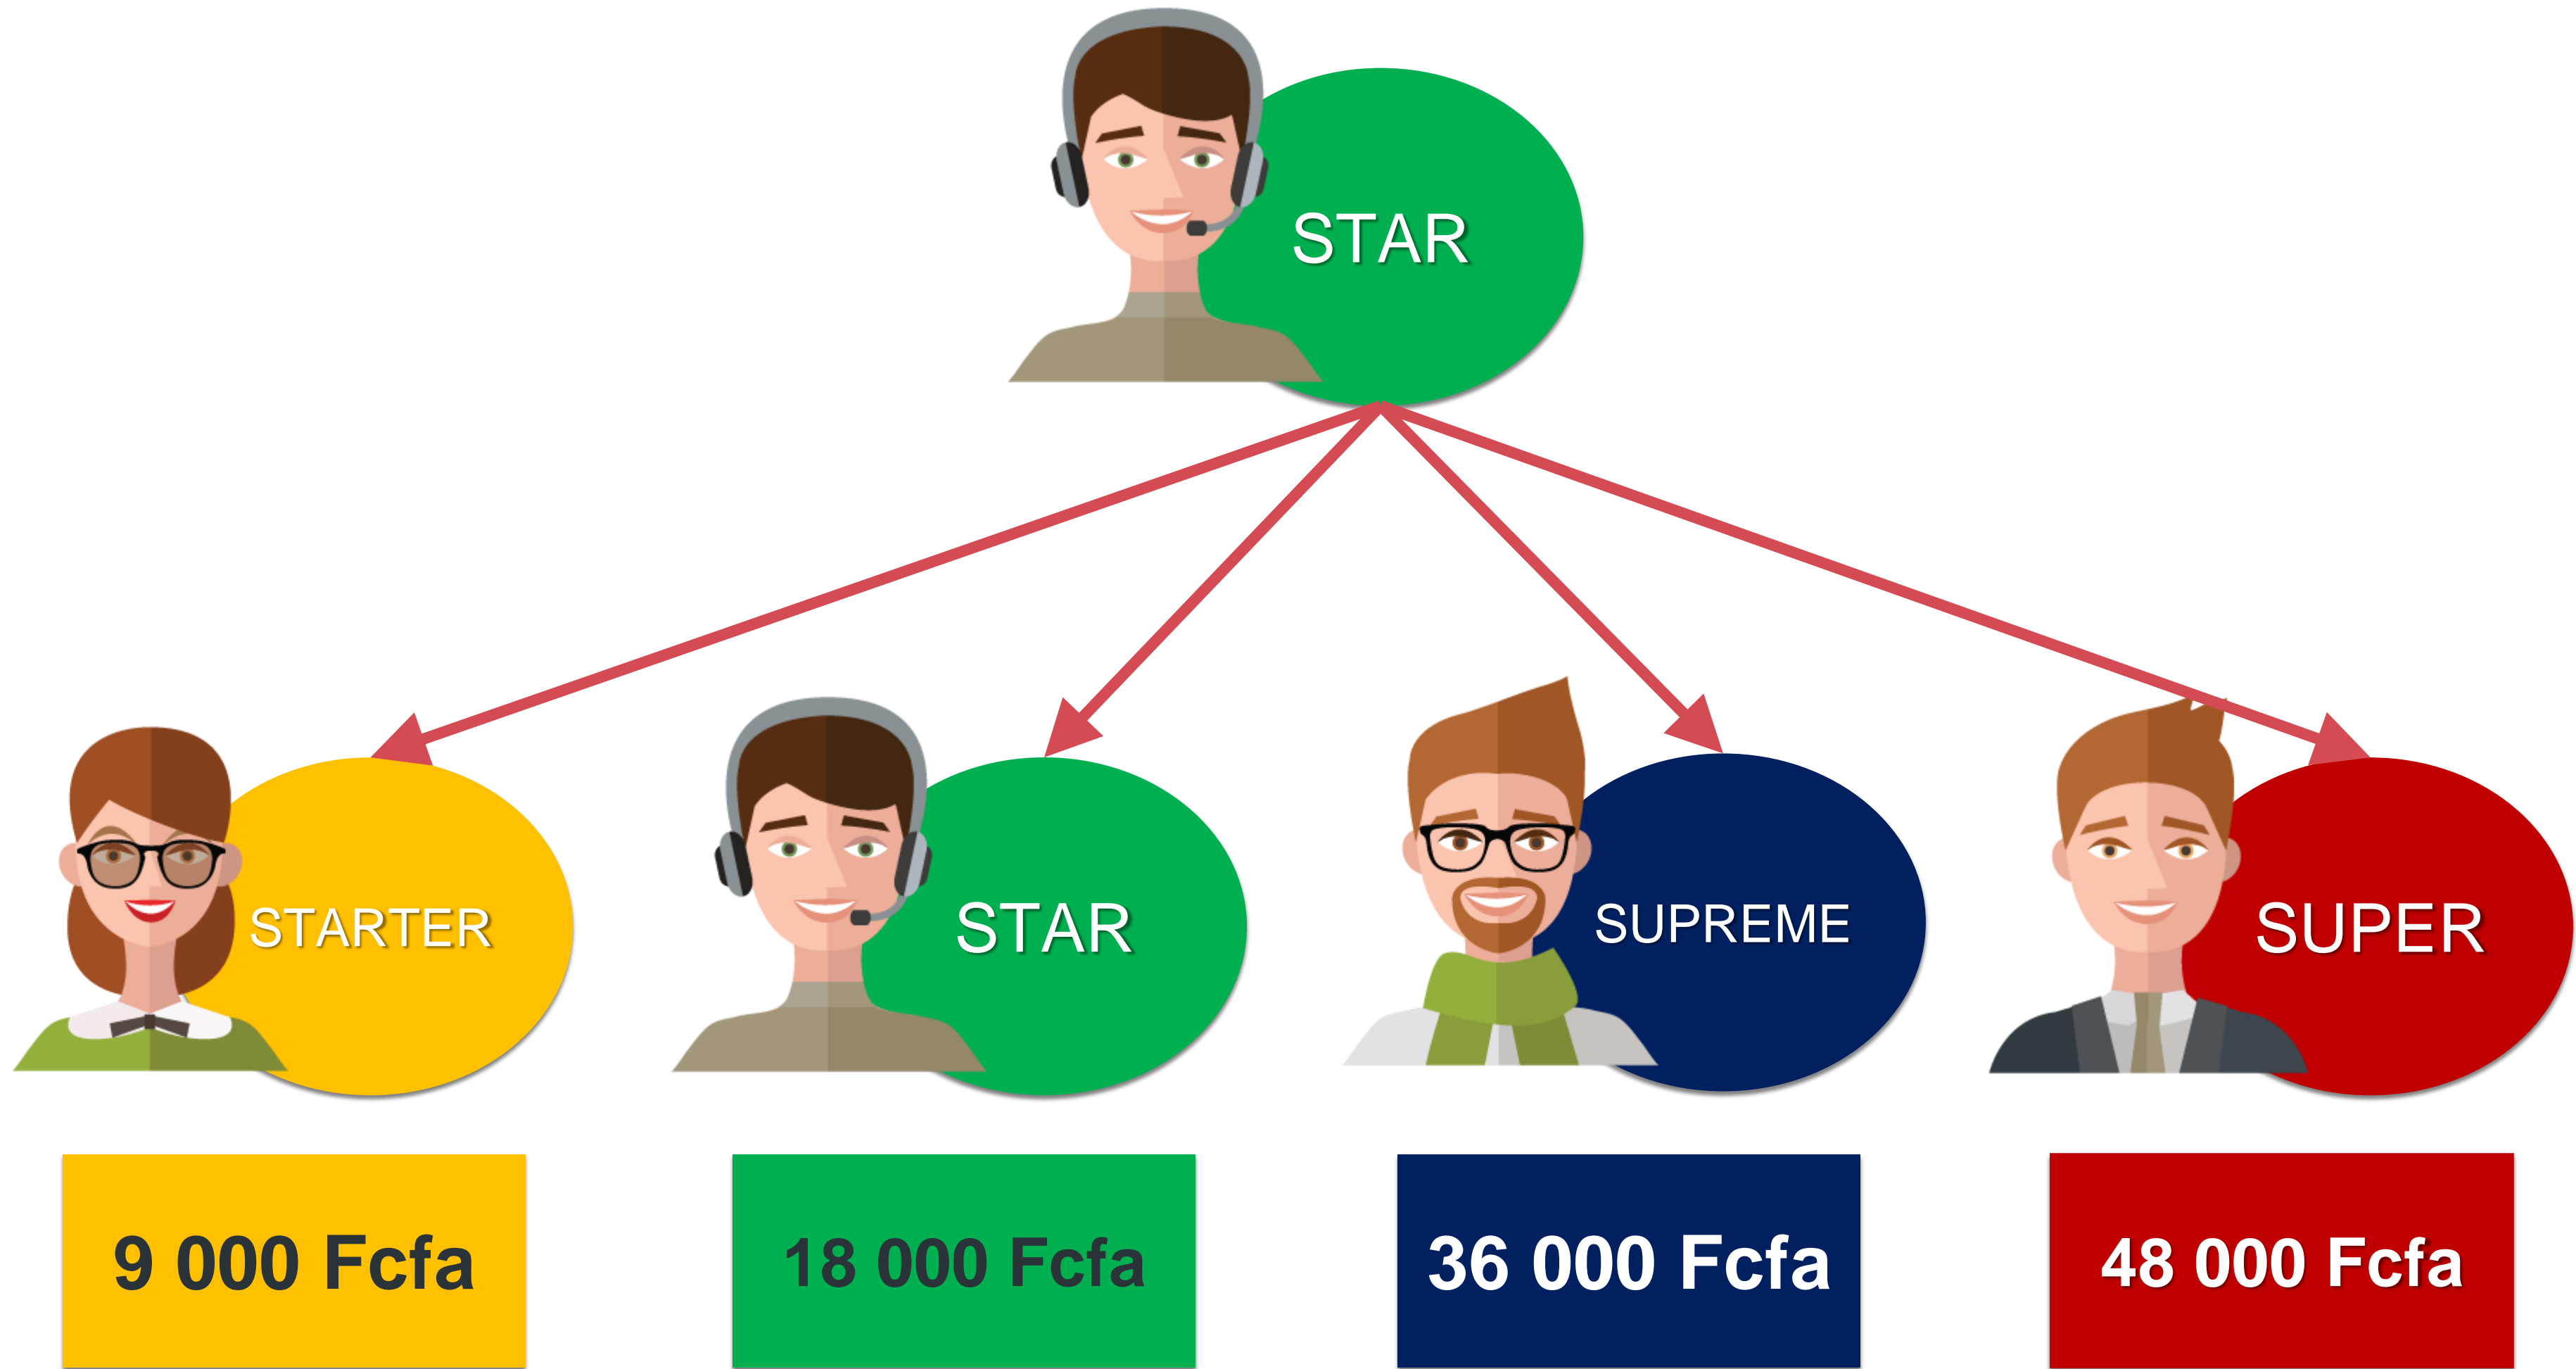 STAR
STARTER
STAR
SUPREME
SUPER
9 000 Fcfa
18 000 Fcfa
36 000 Fcfa
48 000 Fcfa